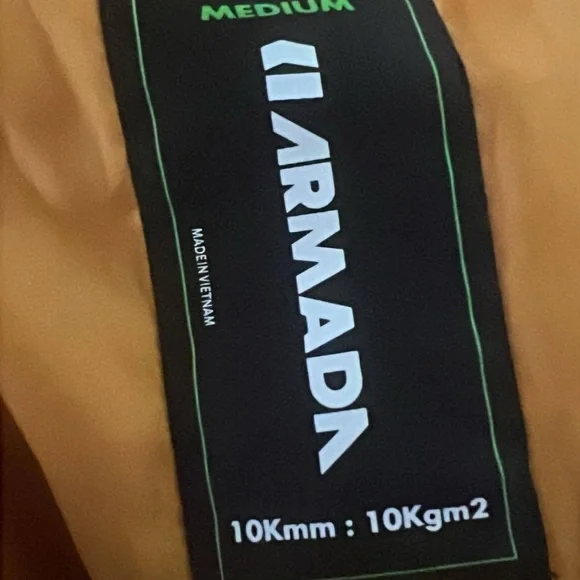 MEDIUM
ARMADA
MADE IN VIETNAM
10Kmm : 10Kgm2